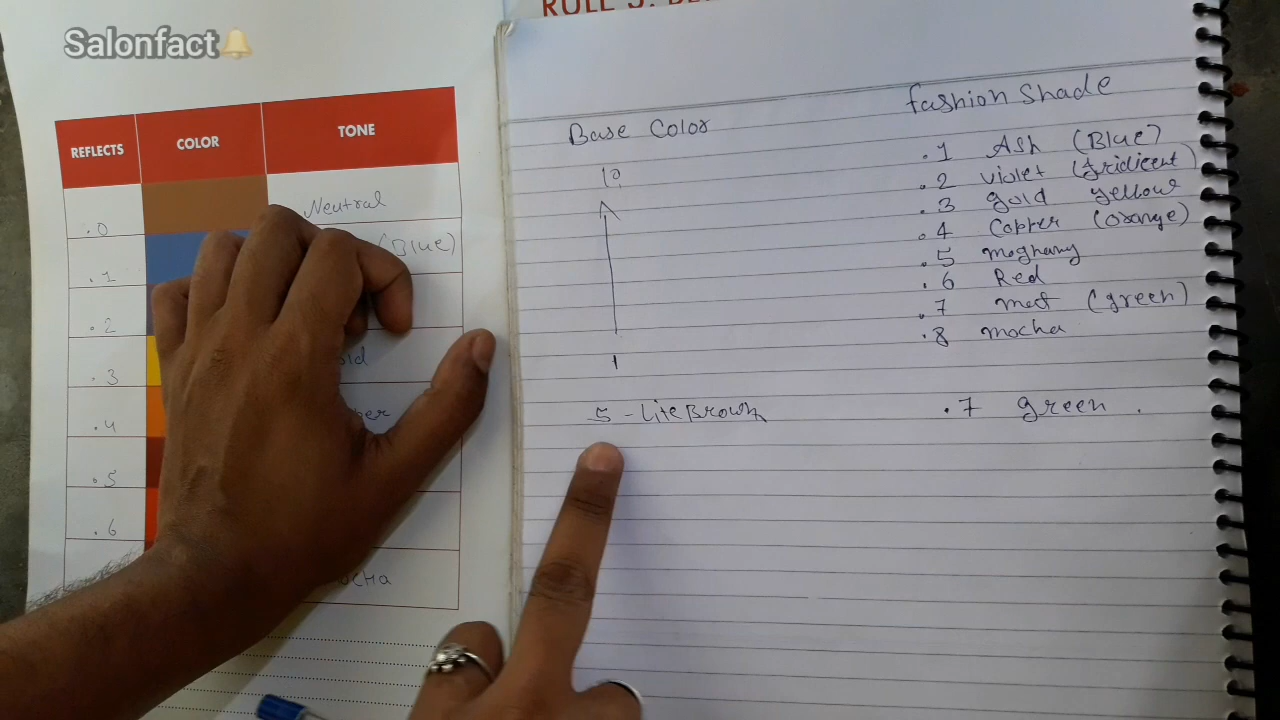 Salonfact
REFLECTS COLOR TONE
.0 Neutral
.1 (Blue)
.2
.3 old
.4 per
.5
.6
ocha
Base Color
10
1
5 - Lite Brown
fashion Shade
.1 Ash (Blue)
.2 violet
.3 gold yellow
.4 Copper (orange)
.5 moghany
.6 Red
.7 (green)
.8 mocha
.7 green .